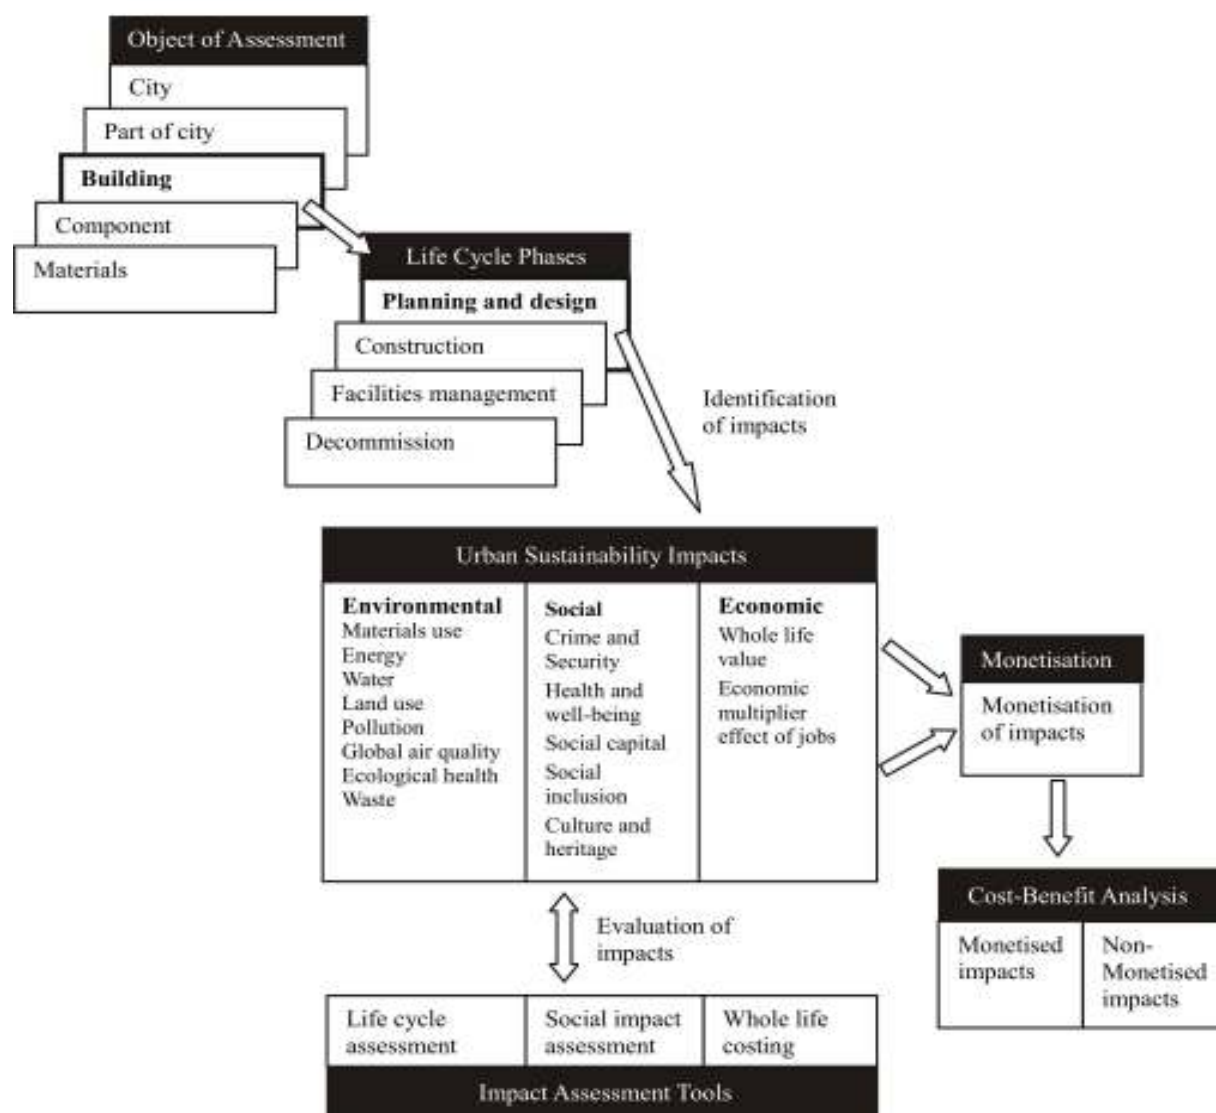 Object of Assessment
City
Part of city
Building
Component
Materials
Life Cycle Phases
Planning and design
Construction
Facilities management
Decommission
Identification
of impacts
Urban Sustainability Impacts
Environmental
Materials use
Energy
Water
Land use
Pollution
Global air quality
Ecological health
Waste
Social
Crime and
Security
Health and
well-being
Social capital
Social
inclusion
Culture and
heritage
Economic
Whole life
value
Economic
multiplier
effect of jobs
Monetisation
Monetisation
of impacts
Cost-Benefit Analysis
Monetised
impacts
Non-
Monetised
impacts
Evaluation of
impacts
Life cycle
assessment
Social impact
assessment
Whole life
costing
Impact Assessment Tools